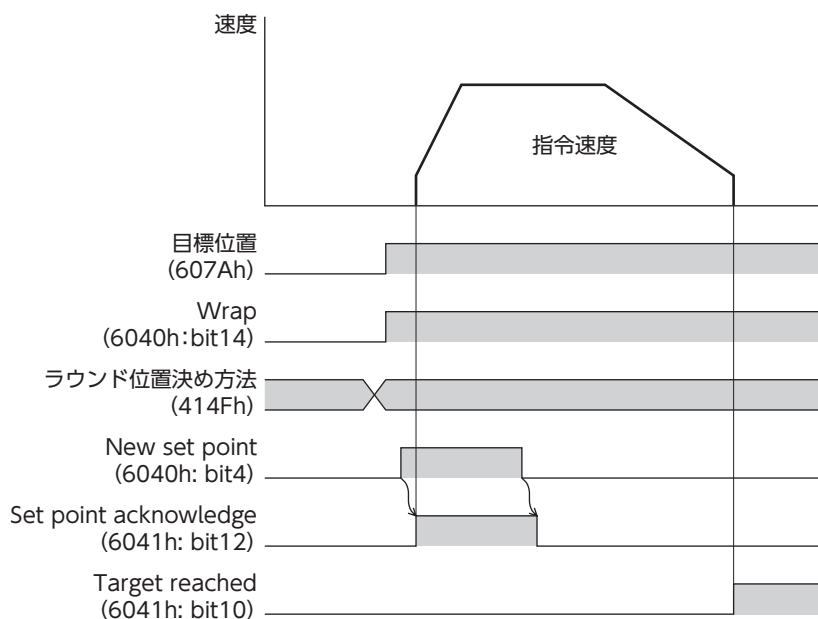 速度
指令速度
目標位置
(607Ah)
Wrap
(6040h：bit14)
ラウンド位置決め方法
(414Fh)
New set point
(6040h: bit4)
Set point acknowledge
(6041h: bit12)
Target reached
(6041h: bit10)